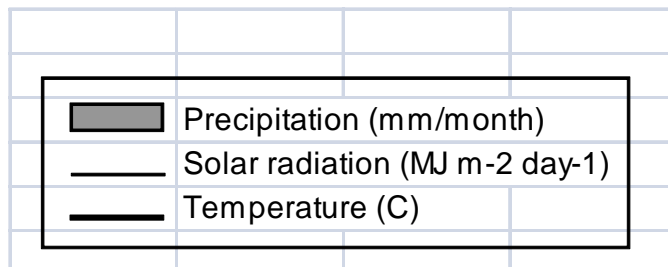 Precipitation (mm/month)
Solar radiation (MJ m-2 day-1)
Temperature (C)